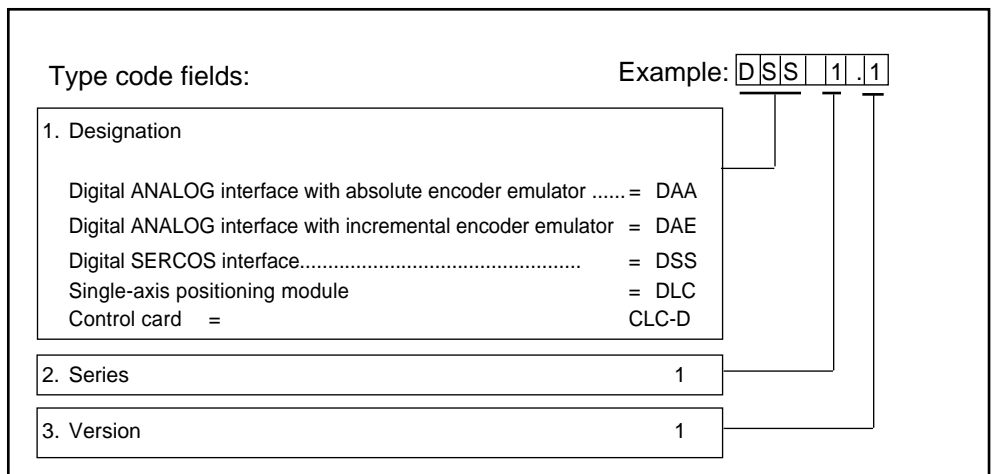 Type code fields:
Example: DSS 1.1
1. Designation
Digital ANALOG interface with absolute encoder emulator ...... = DAA
Digital ANALOG interface with incremental encoder emulator = DAE
Digital SERCOS interface................................................. = DSS
Single-axis positioning module = DLC
Control card = CLC-D
2. Series 1
3. Version 1